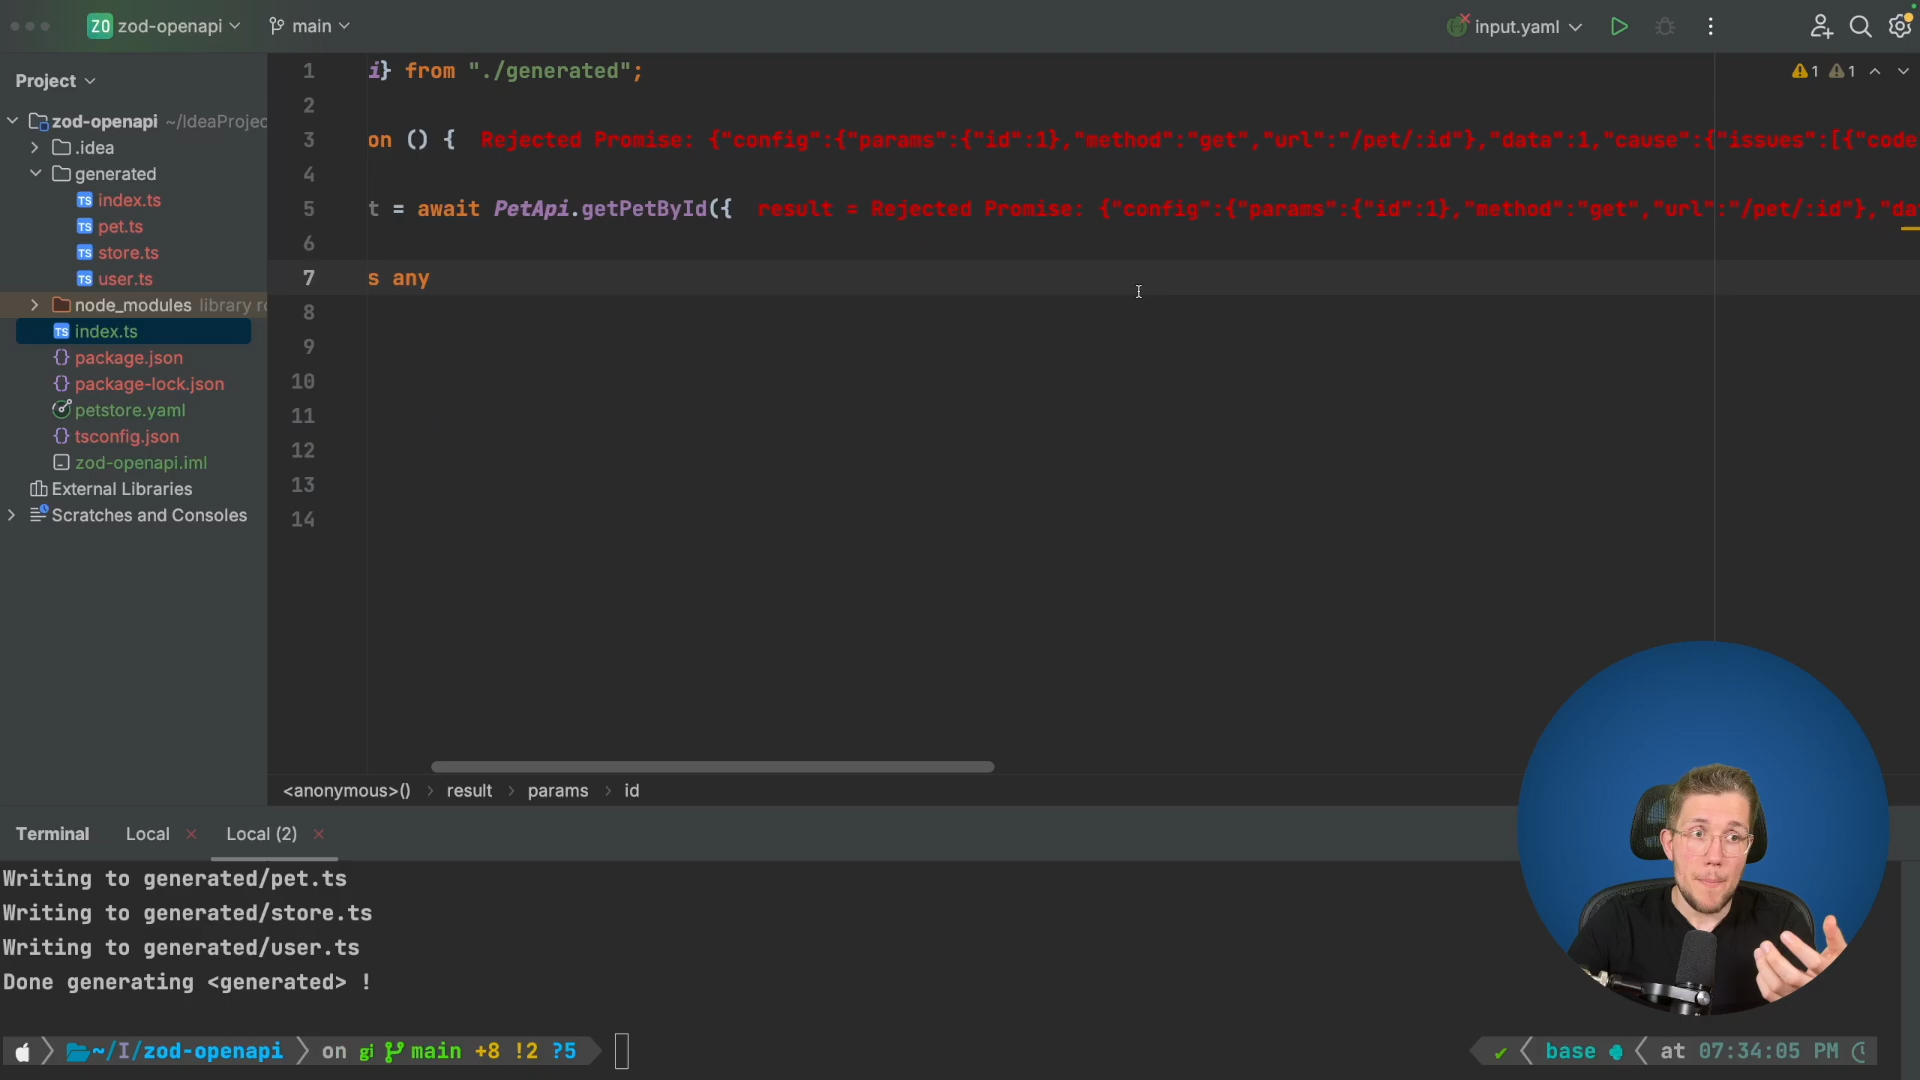 ZO zod-openapi main input.yaml
Project
zod-openapi ~/IdeaProjec
.idea
generated
TS index.ts
TS pet.ts
TS store.ts
TS user.ts
node_modules library ro
TS index.ts
package.json
package-lock.json
petstore.yaml
tsconfig.json
zod-openapi.iml
External Libraries
Scratches and Consoles
1 i} from "./generated"; 1 1
2
3 on () { Rejected Promise: {"config":{"params":{"id":1},"method":"get","url":"/pet/:id"},"data":1,"cause":{"issues":[{"code
4
5 t = await PetApi.getPetById({ result = Rejected Promise: {"config":{"params":{"id":1},"method":"get","url":"/pet/:id"},"da
6
7 s any
8
9
10
11
12
13
14
<anonymous>() > result > params > id
Terminal Local × Local (2) ×
Writing to generated/pet.ts
Writing to generated/store.ts
Writing to generated/user.ts
Done generating <generated> !
~/I/zod-openapi on gi main +8 !2 ?5 ✔ base at 07:34:05 PM